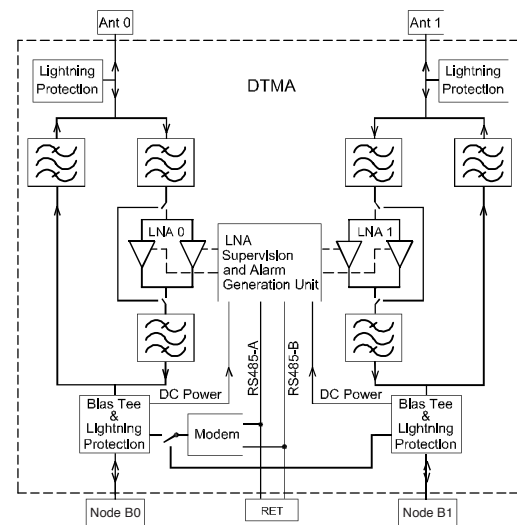 Ant 0
Ant 1
Lightning
Protection
DTMA
Lightning
Protection
LNA 0
LNA
Supervision
and Alarm
Generation Unit
LNA 1
RS485-A
RS485-B
DC Power
DC Power
Bias Tee
&
Lightning
Protection
Modem
Bias Tee
&
Lightning
Protection
Node B0
RET
Node B1